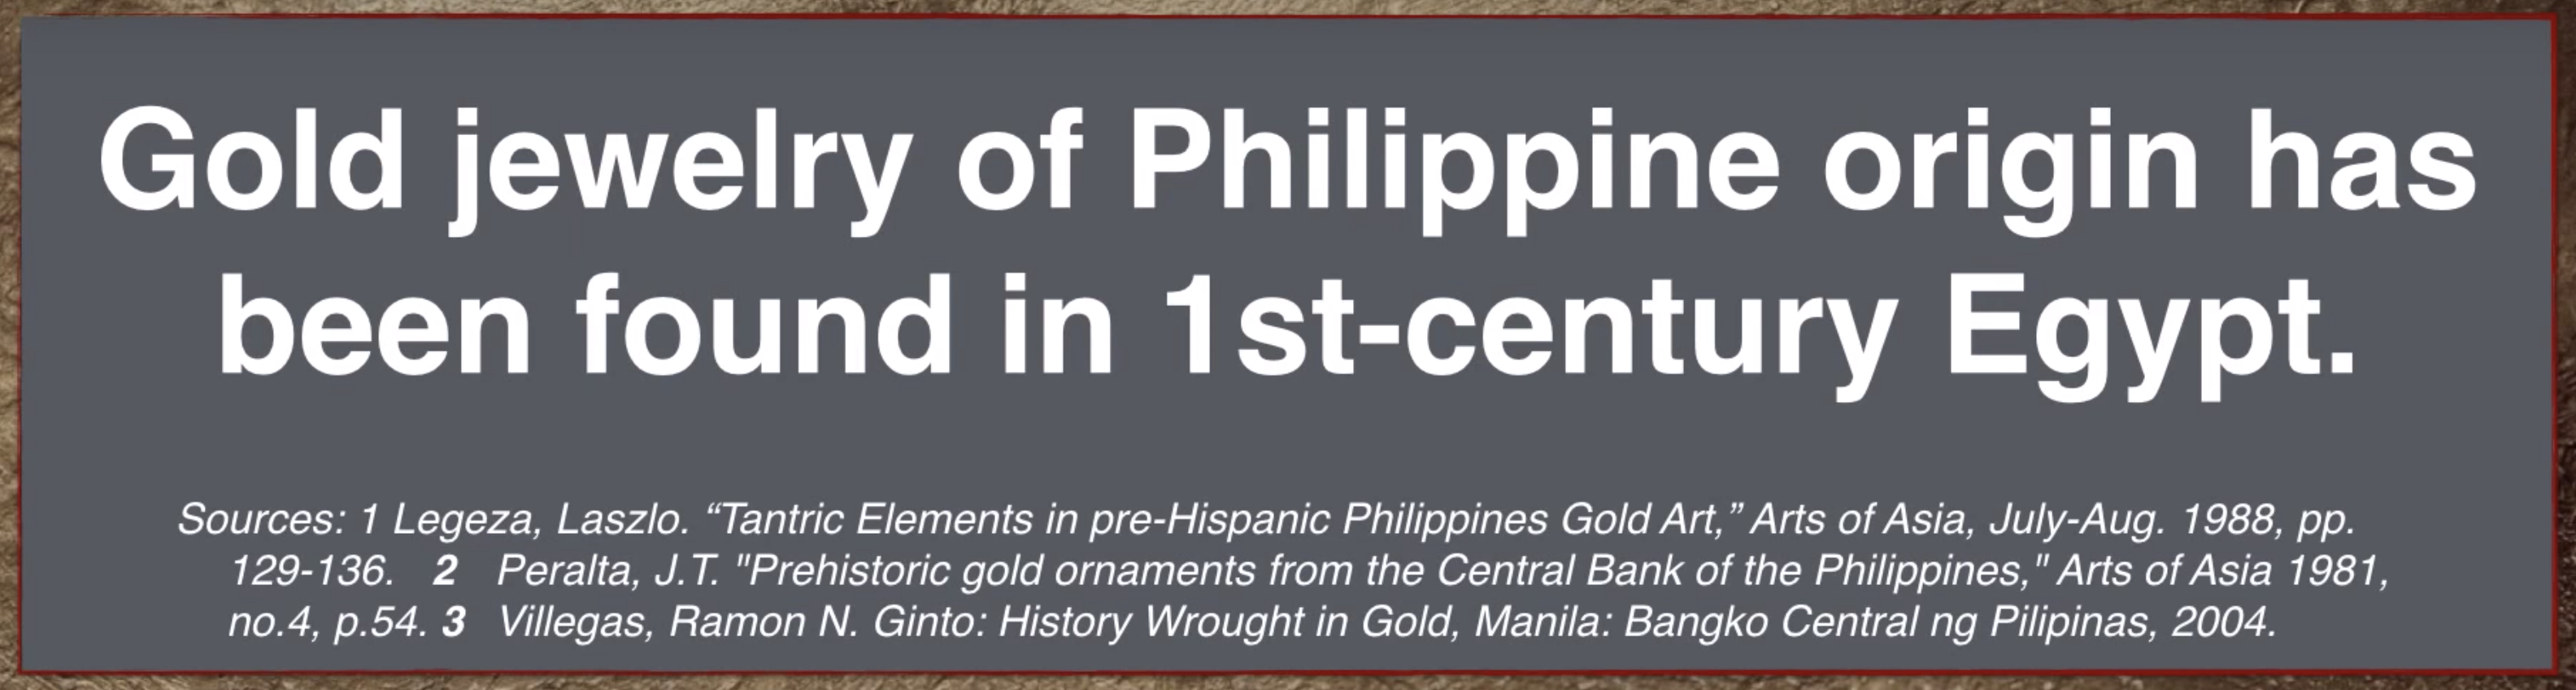 Gold jewelry of Philippine origin has
been found in 1st-century Egypt.
Sources: 1 Legeza, Laszlo. “Tantric Elements in pre-Hispanic Philippines Gold Art,” Arts of Asia, July-Aug. 1988, pp.
129-136. 2 Peralta, J.T. "Prehistoric gold ornaments from the Central Bank of the Philippines," Arts of Asia 1981,
no.4, p.54. 3 Villegas, Ramon N. Ginto: History Wrought in Gold, Manila: Bangko Central ng Pilipinas, 2004.